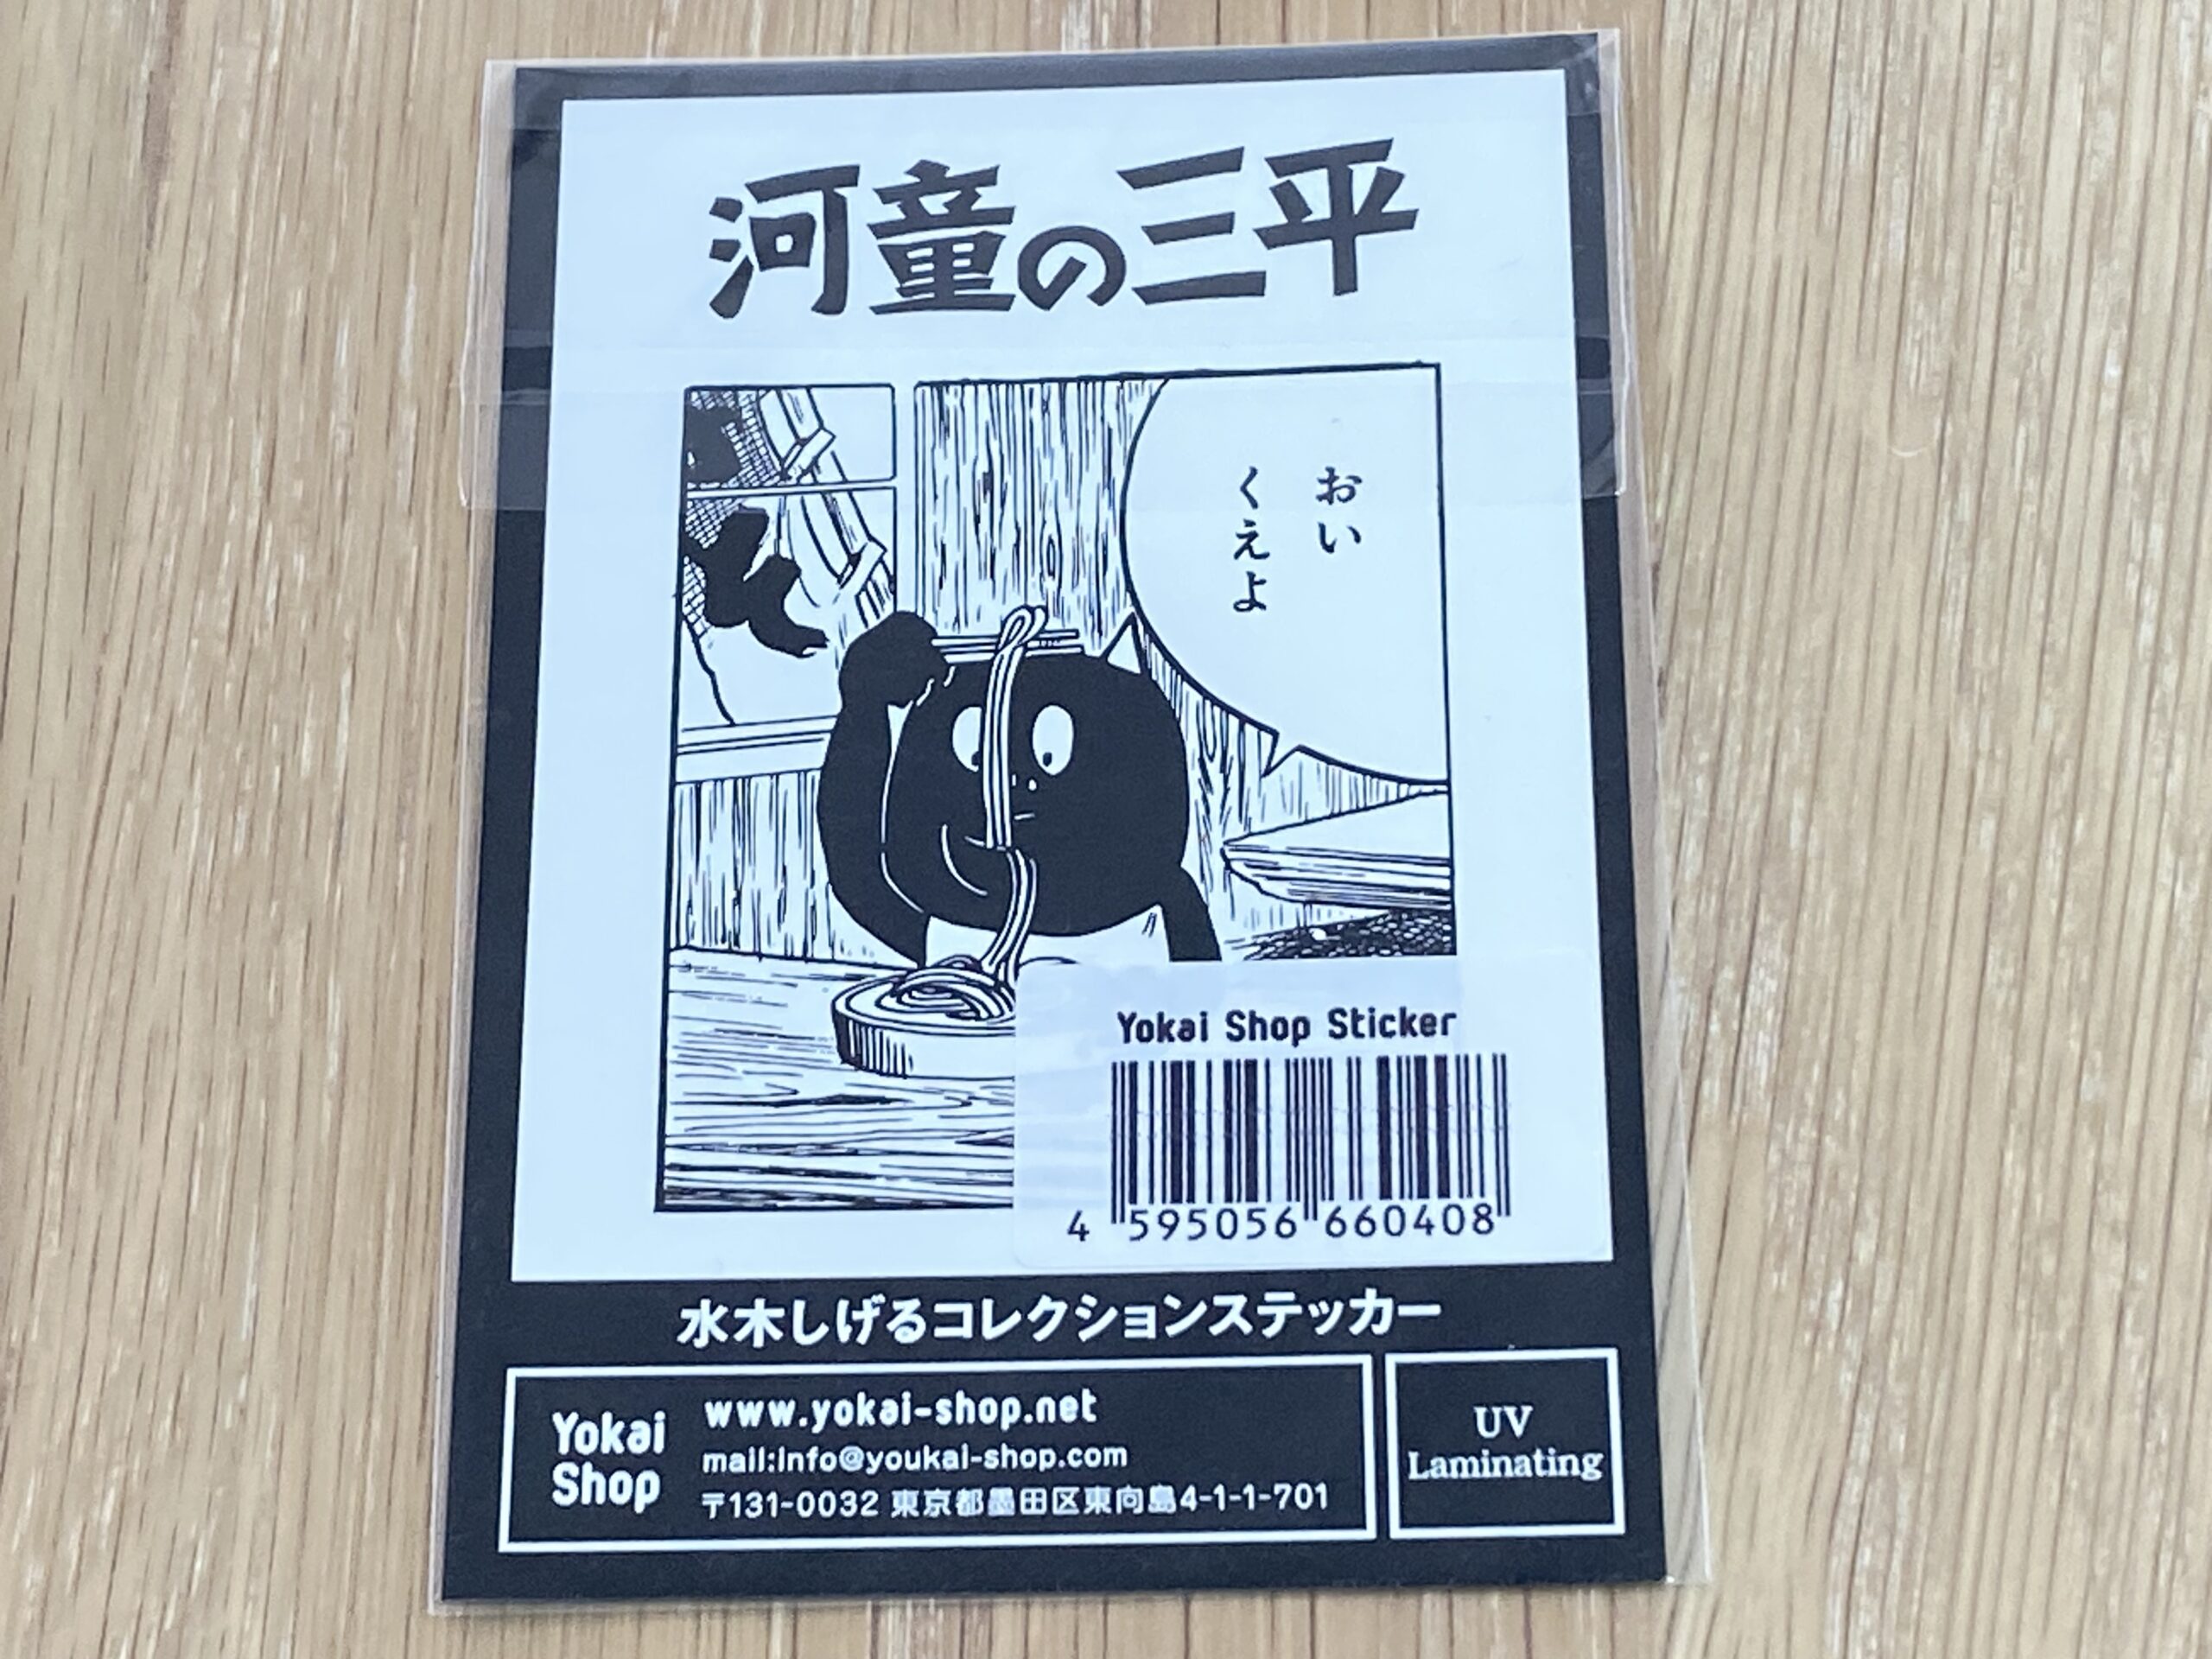 河童の三平
おい
くえよ
Yokai Shop Sticker
4 595056 660408
水木しげるコレクションステッカー
Yokai
Shop
www.yokai-shop.net
mail:info@youkai-shop.com
〒131-0032 東京都墨田区東向島4-1-1-701
UV
Laminating